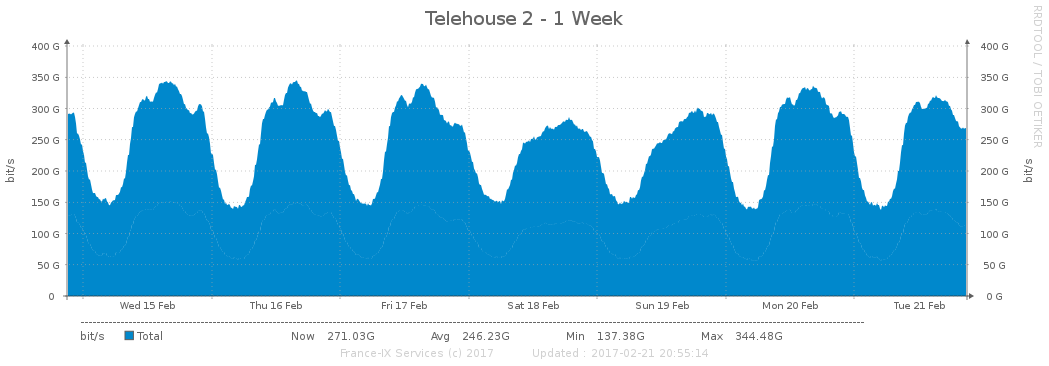 Telehouse 2 - 1 Week
RRDTOOL / TOBI OETIKER
400 G 400 G
350 G 350 G
300 G 300 G
250 G 250 G
200 G 200 G
150 G 150 G
100 G 100 G
50 G 50 G
0 0 G
bit/s bit/s
Wed 15 Feb Thu 16 Feb Fri 17 Feb Sat 18 Feb Sun 19 Feb Mon 20 Feb Tue 21 Feb
bit/s Total Now 271.03G Avg 246.23G Min 137.38G Max 344.48G
France-IX Services (c) 2017 Updated : 2017-02-21 20:55:14